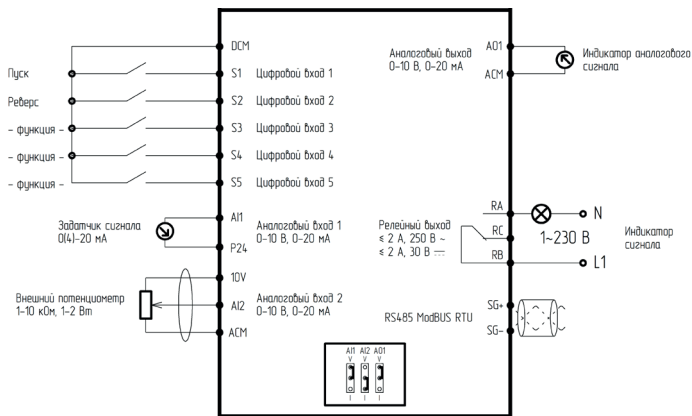 DCM
Пуск
S1 Цифровой вход 1
Реверс
S2 Цифровой вход 2
- функция -
S3 Цифровой вход 3
- функция -
S4 Цифровой вход 4
- функция -
S5 Цифровой вход 5
Задатчик сигнала
0(4)-20 мА
AI1
P24
Аналоговый вход 1
0-10 В, 0-20 мА
Внешний потенциометр
1-10 кОм, 1-2 Вт
10V
AI2
ACM
Аналоговый вход 2
0-10 В, 0-20 мА
Аналоговый выход
0-10 В, 0-20 мА
AO1
ACM
Индикатор аналогового
сигнала
Релейный выход
≤ 2 А, 250 В ~
≤ 2 А, 30 В ⎓
RA
RC
RB
N
1~230 В
L1
Индикатор
сигнала
RS485 ModBUS RTU
SG+
SG-
AI1 AI2 AO1
V V V
I I I